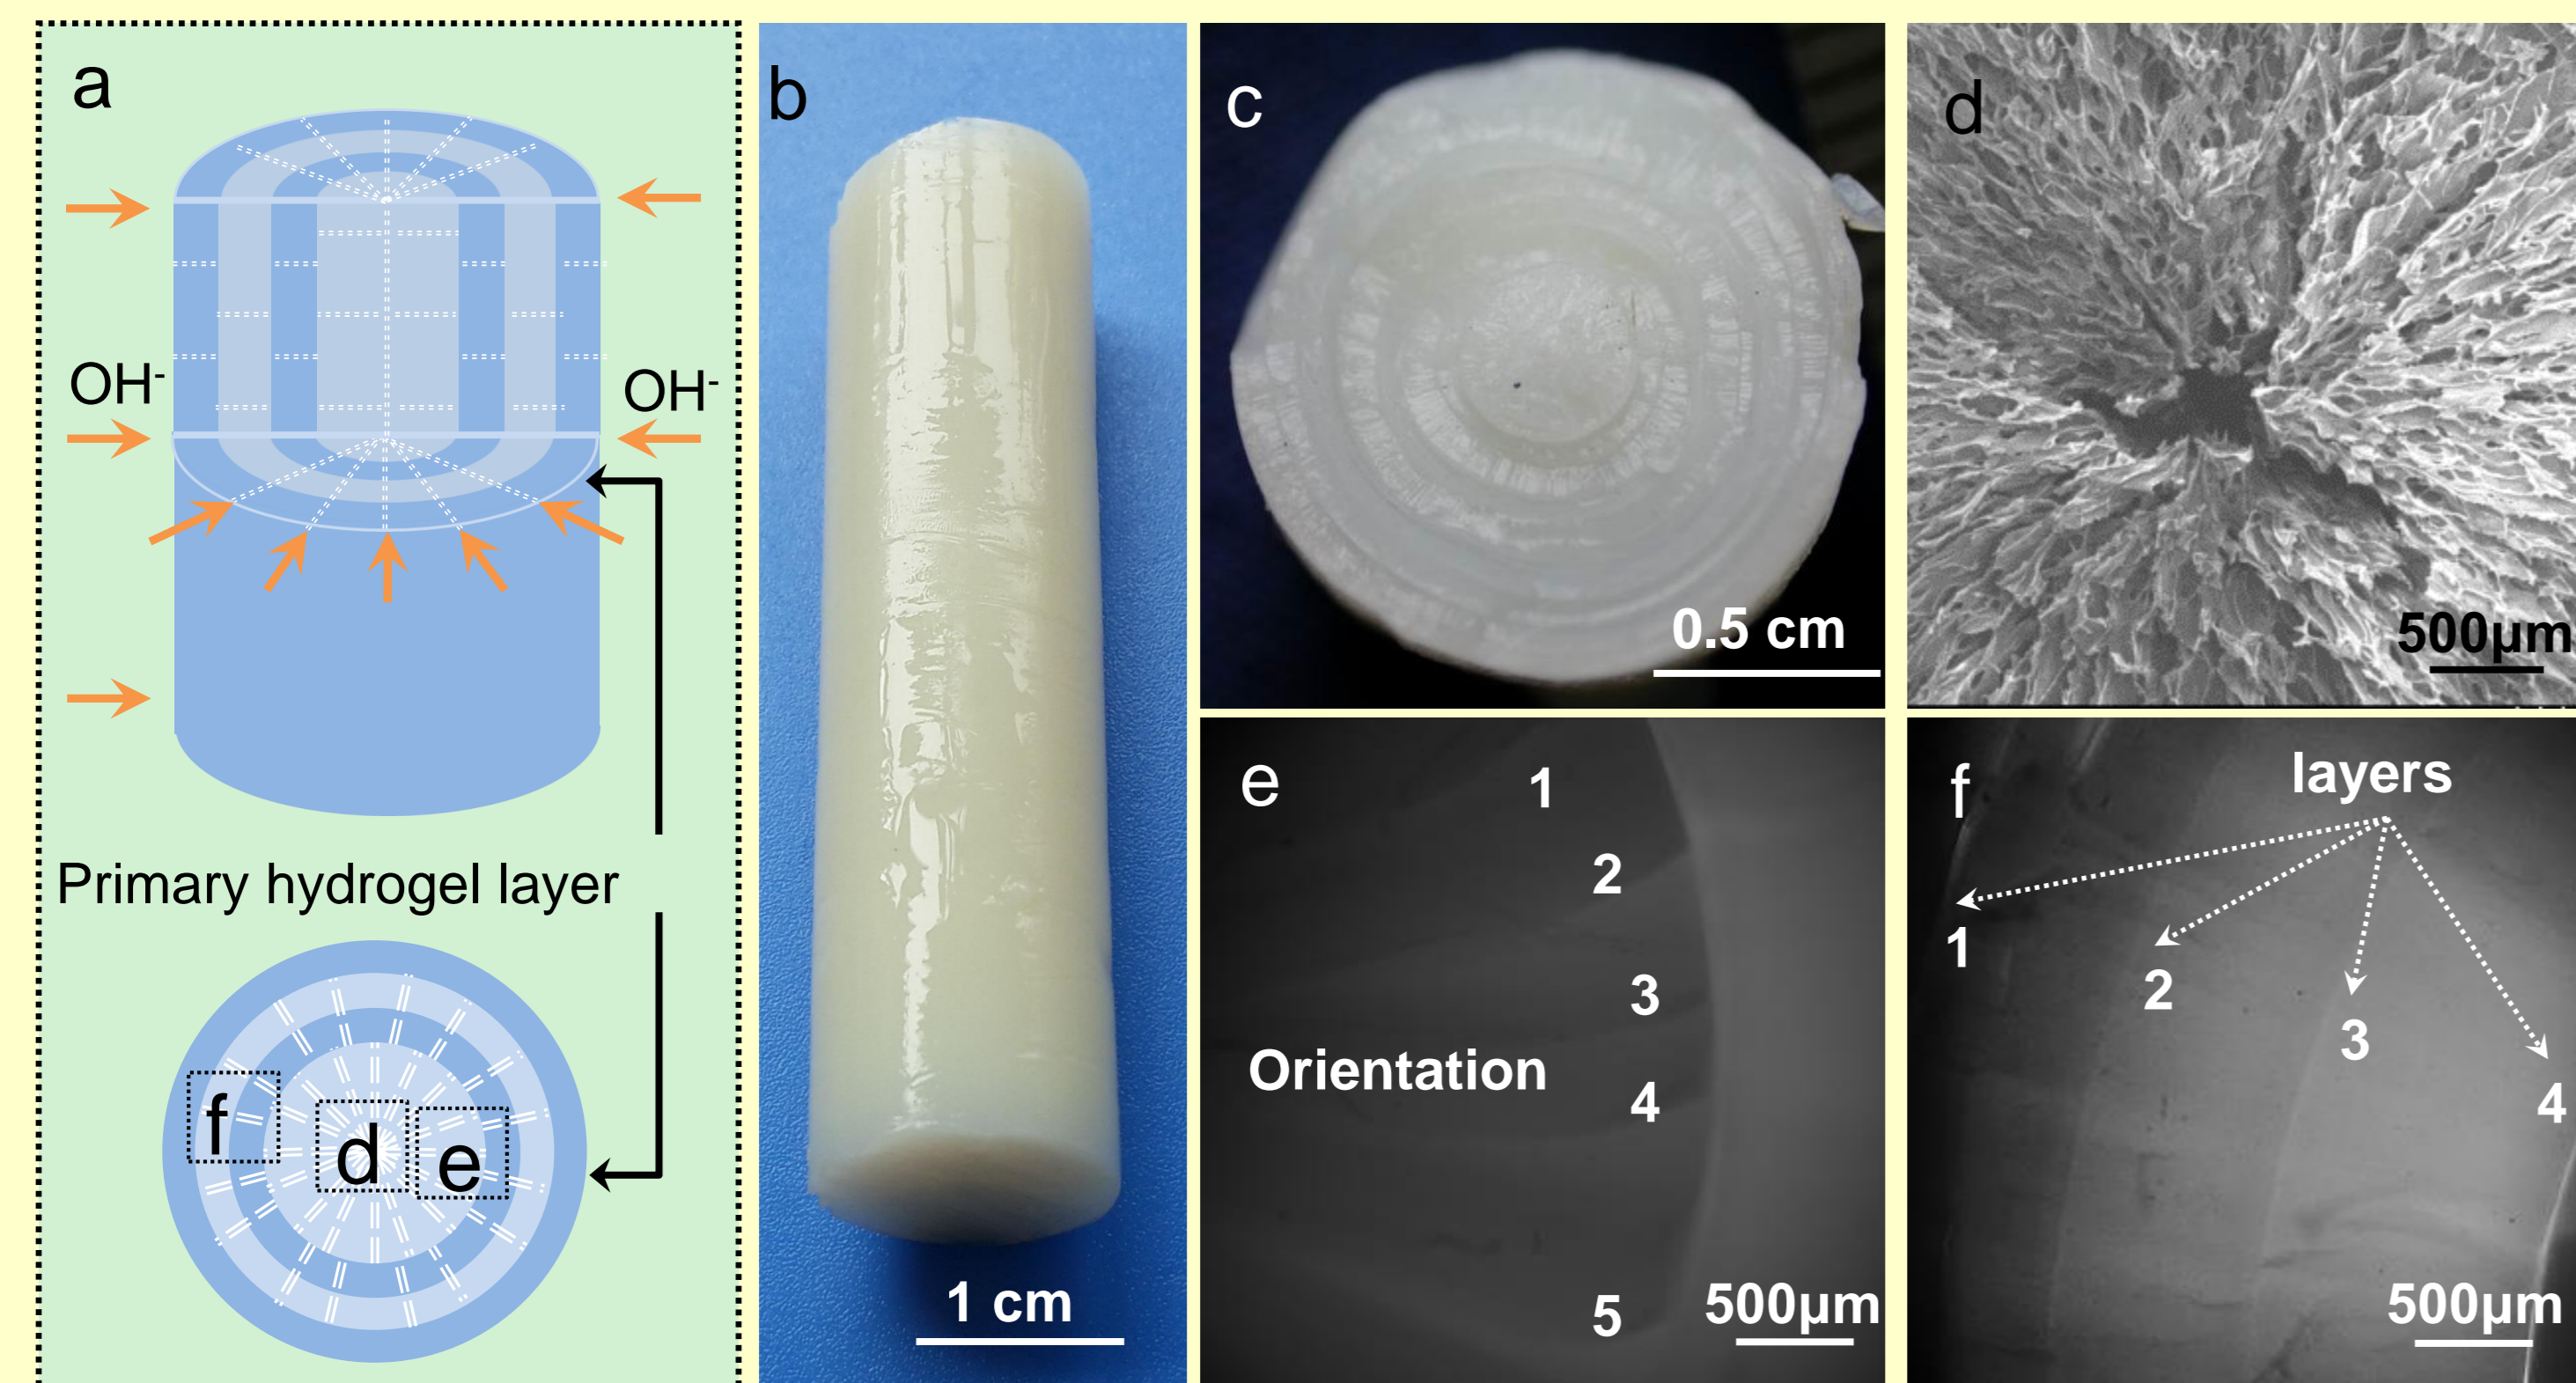 a
OH-
OH-
Primary hydrogel layer
f
d
e
b
1 cm
c
0.5 cm
d
500µm
e
1
2
3
Orientation
4
5
500µm
f
layers
1
2
3
4
500µm